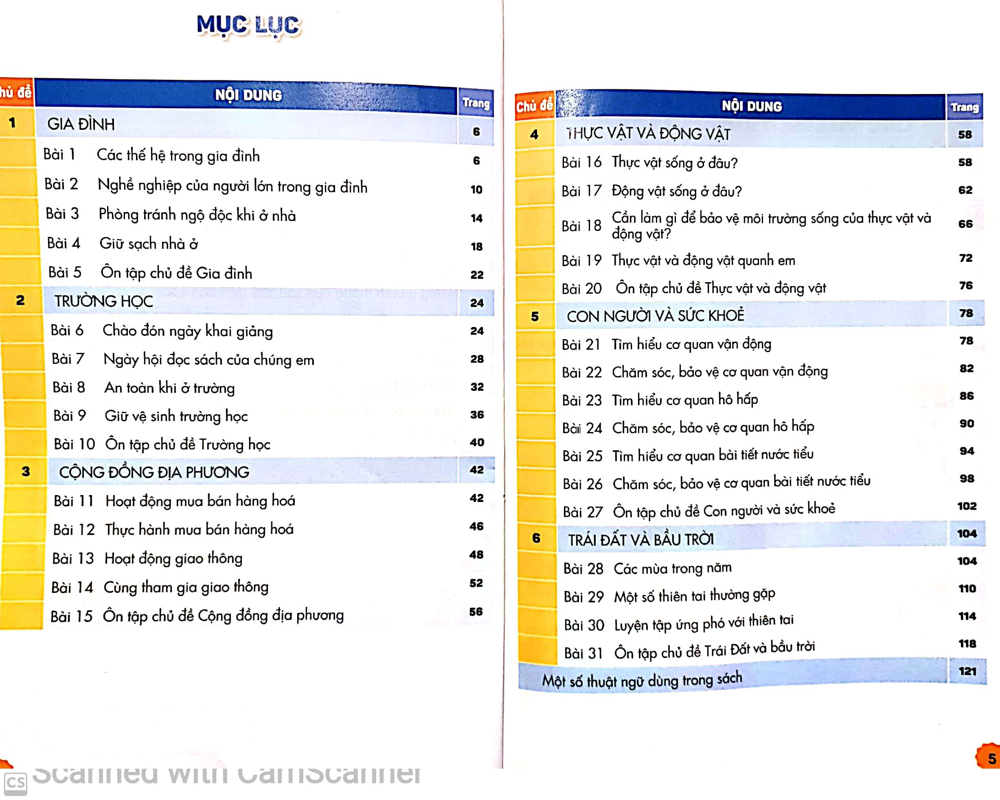 MỤC LỤC
hủ đề NỘI DUNG Trang
1 GIA ĐÌNH 6
Bài 1 Các thế hệ trong gia đình 6
Bài 2 Nghề nghiệp của người lớn trong gia đình 10
Bài 3 Phòng tránh ngộ độc khi ở nhà 14
Bài 4 Giữ sạch nhà ở 18
Bài 5 Ôn tập chủ đề Gia đình 22
2 TRƯỜNG HỌC 24
Bài 6 Chào đón ngày khai giảng 24
Bài 7 Ngày hội đọc sách của chúng em 28
Bài 8 An toàn khi ở trường 32
Bài 9 Giữ vệ sinh trường học 36
Bài 10 Ôn tập chủ đề Trường học 40
3 CỘNG ĐỒNG ĐỊA PHƯƠNG 42
Bài 11 Hoạt động mua bán hàng hoá 42
Bài 12 Thực hành mua bán hàng hoá 46
Bài 13 Hoạt động giao thông 48
Bài 14 Cùng tham gia giao thông 52
Bài 15 Ôn tập chủ đề Cộng đồng địa phương 56
Chủ đề NỘI DUNG Trang
4 THỰC VẬT VÀ ĐỘNG VẬT 58
Bài 16 Thực vật sống ở đâu? 58
Bài 17 Động vật sống ở đâu? 62
Bài 18 Cần làm gì để bảo vệ môi trường sống của thực vật và
động vật? 66
Bài 19 Thực vật và động vật quanh em 72
Bài 20 Ôn tập chủ đề Thực vật và động vật 76
5 CON NGƯỜI VÀ SỨC KHOẺ 78
Bài 21 Tìm hiểu cơ quan vận động 78
Bài 22 Chăm sóc, bảo vệ cơ quan vận động 82
Bài 23 Tìm hiểu cơ quan hô hấp 86
Bài 24 Chăm sóc, bảo vệ cơ quan hô hấp 90
Bài 25 Tìm hiểu cơ quan bài tiết nước tiểu 94
Bài 26 Chăm sóc, bảo vệ cơ quan bài tiết nước tiểu 98
Bài 27 Ôn tập chủ đề Con người và sức khoẻ 102
6 TRÁI ĐẤT VÀ BẦU TRỜI 104
Bài 28 Các mùa trong năm 104
Bài 29 Một số thiên tai thường gặp 110
Bài 30 Luyện tập ứng phó với thiên tai 114
Bài 31 Ôn tập chủ đề Trái Đất và bầu trời 118
Một số thuật ngữ dùng trong sách 121
5
CS Scanned with CamScanner